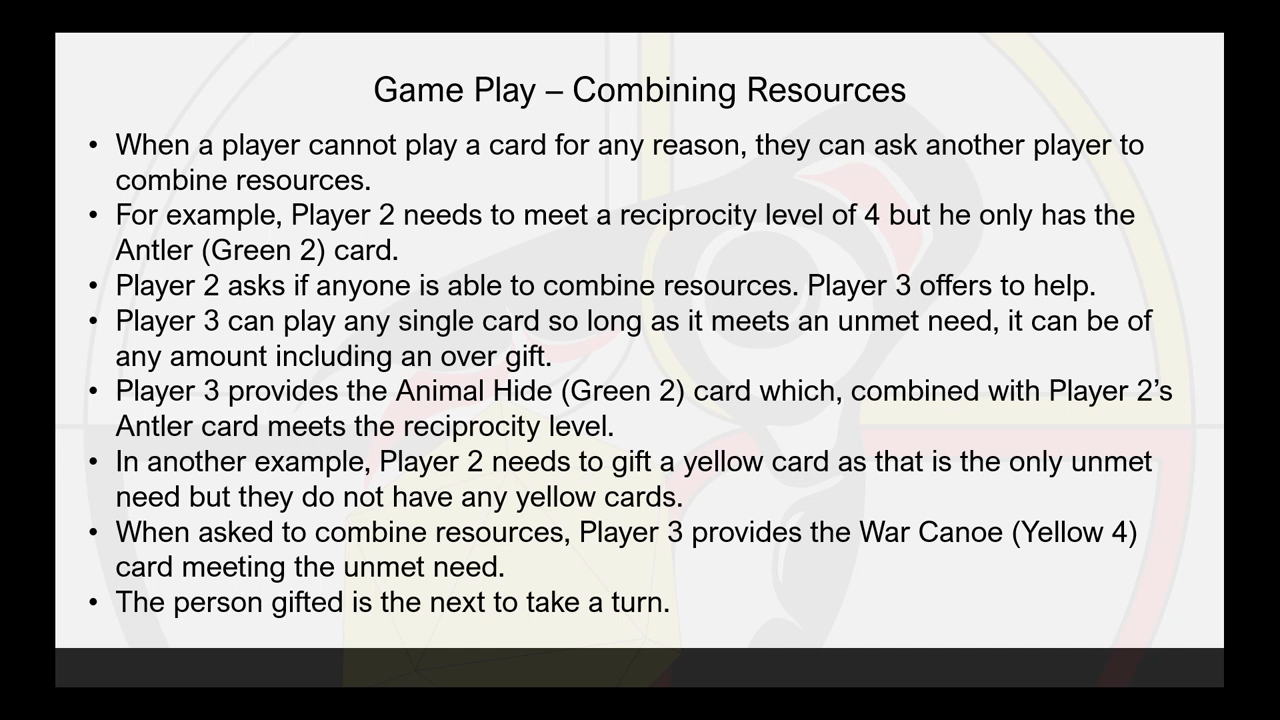 Game Play – Combining Resources
• When a player cannot play a card for any reason, they can ask another player to
combine resources.
• For example, Player 2 needs to meet a reciprocity level of 4 but he only has the
Antler (Green 2) card.
• Player 2 asks if anyone is able to combine resources. Player 3 offers to help.
• Player 3 can play any single card so long as it meets an unmet need, it can be of
any amount including an over gift.
• Player 3 provides the Animal Hide (Green 2) card which, combined with Player 2’s
Antler card meets the reciprocity level.
• In another example, Player 2 needs to gift a yellow card as that is the only unmet
need but they do not have any yellow cards.
• When asked to combine resources, Player 3 provides the War Canoe (Yellow 4)
card meeting the unmet need.
• The person gifted is the next to take a turn.